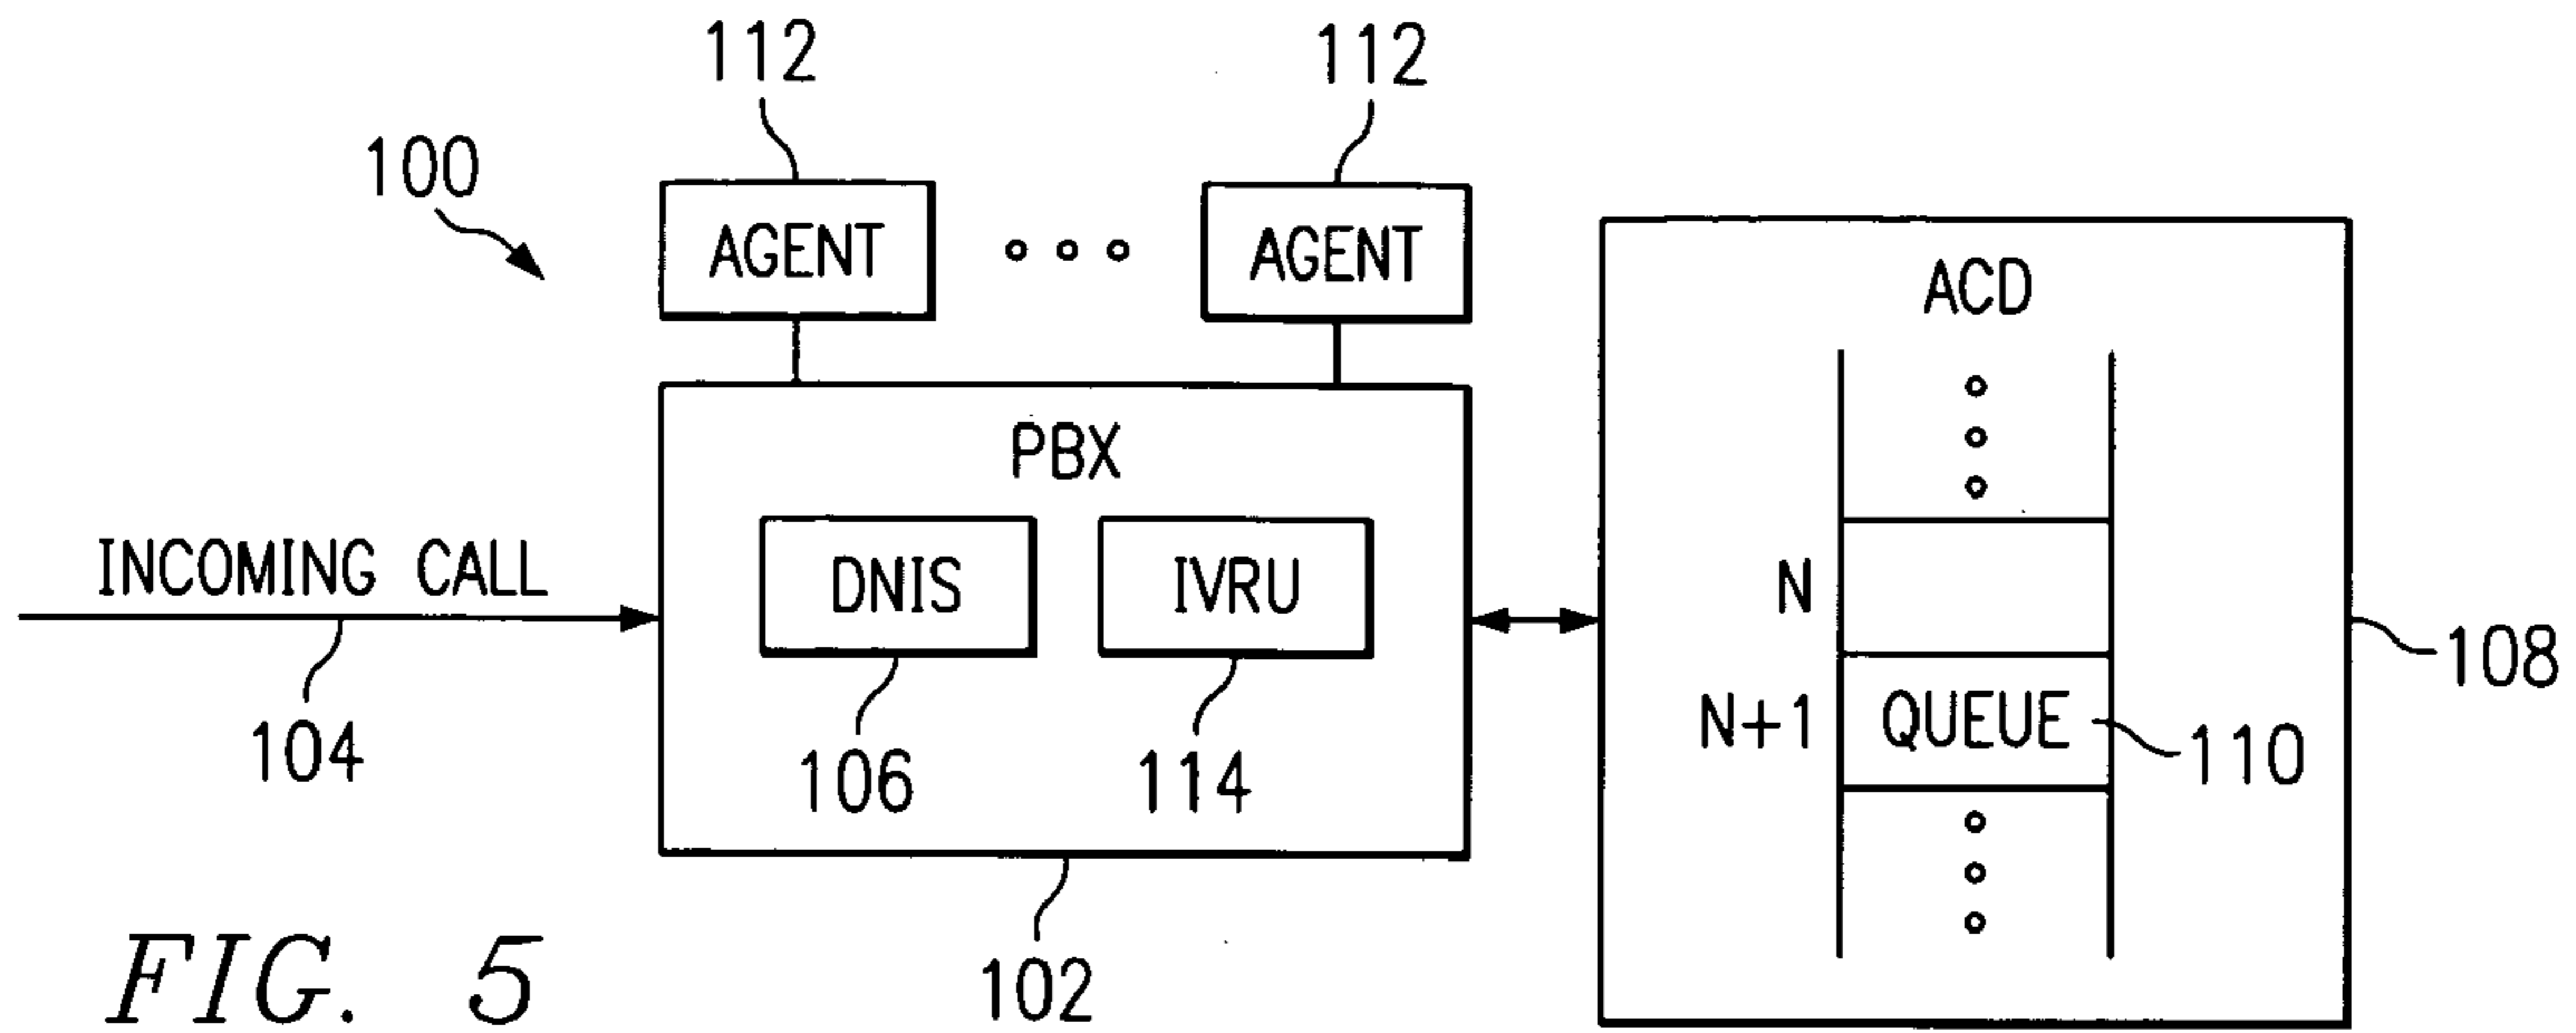 112 112
100
AGENT AGENT
ACD
PBX
INCOMING CALL
DNIS IVRU
N
108
N+1 QUEUE
110
104
106 114
102
FIG. 5